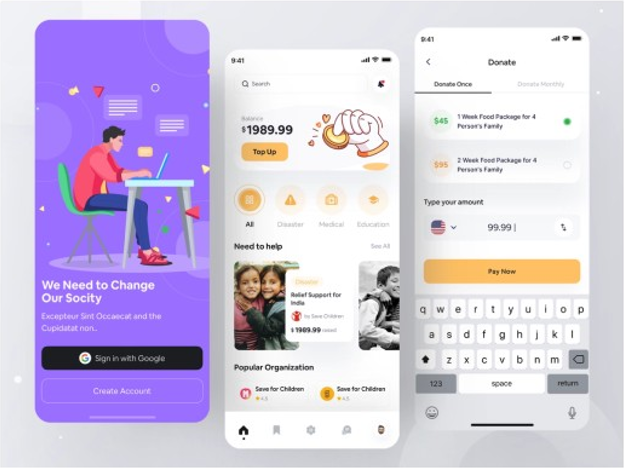 We Need to Change
Our Socity
Excepteur Sint Occaecat and the
Cupidatat non..
Sign in with Google
Create Account
9:41
Search
Balance
$1989.99
Top Up
All
Disaster
Medical
Education
Need to help
See All
Disaster
Relief Support for
India
by Save Children
$1989.99 raised
Popular Organization
Save for Children
4.5
Save for Children
4.5
9:41
Donate
Donate Once
Donate Monthly
$45
1 Week Food Package for 4
Person's Family
$95
2 Week Food Package for 4
Person's Family
Type your amount
99.99
Pay Now
q w e r t y u i o p
a s d f g h j k l
z x c v b n m
123
space
return